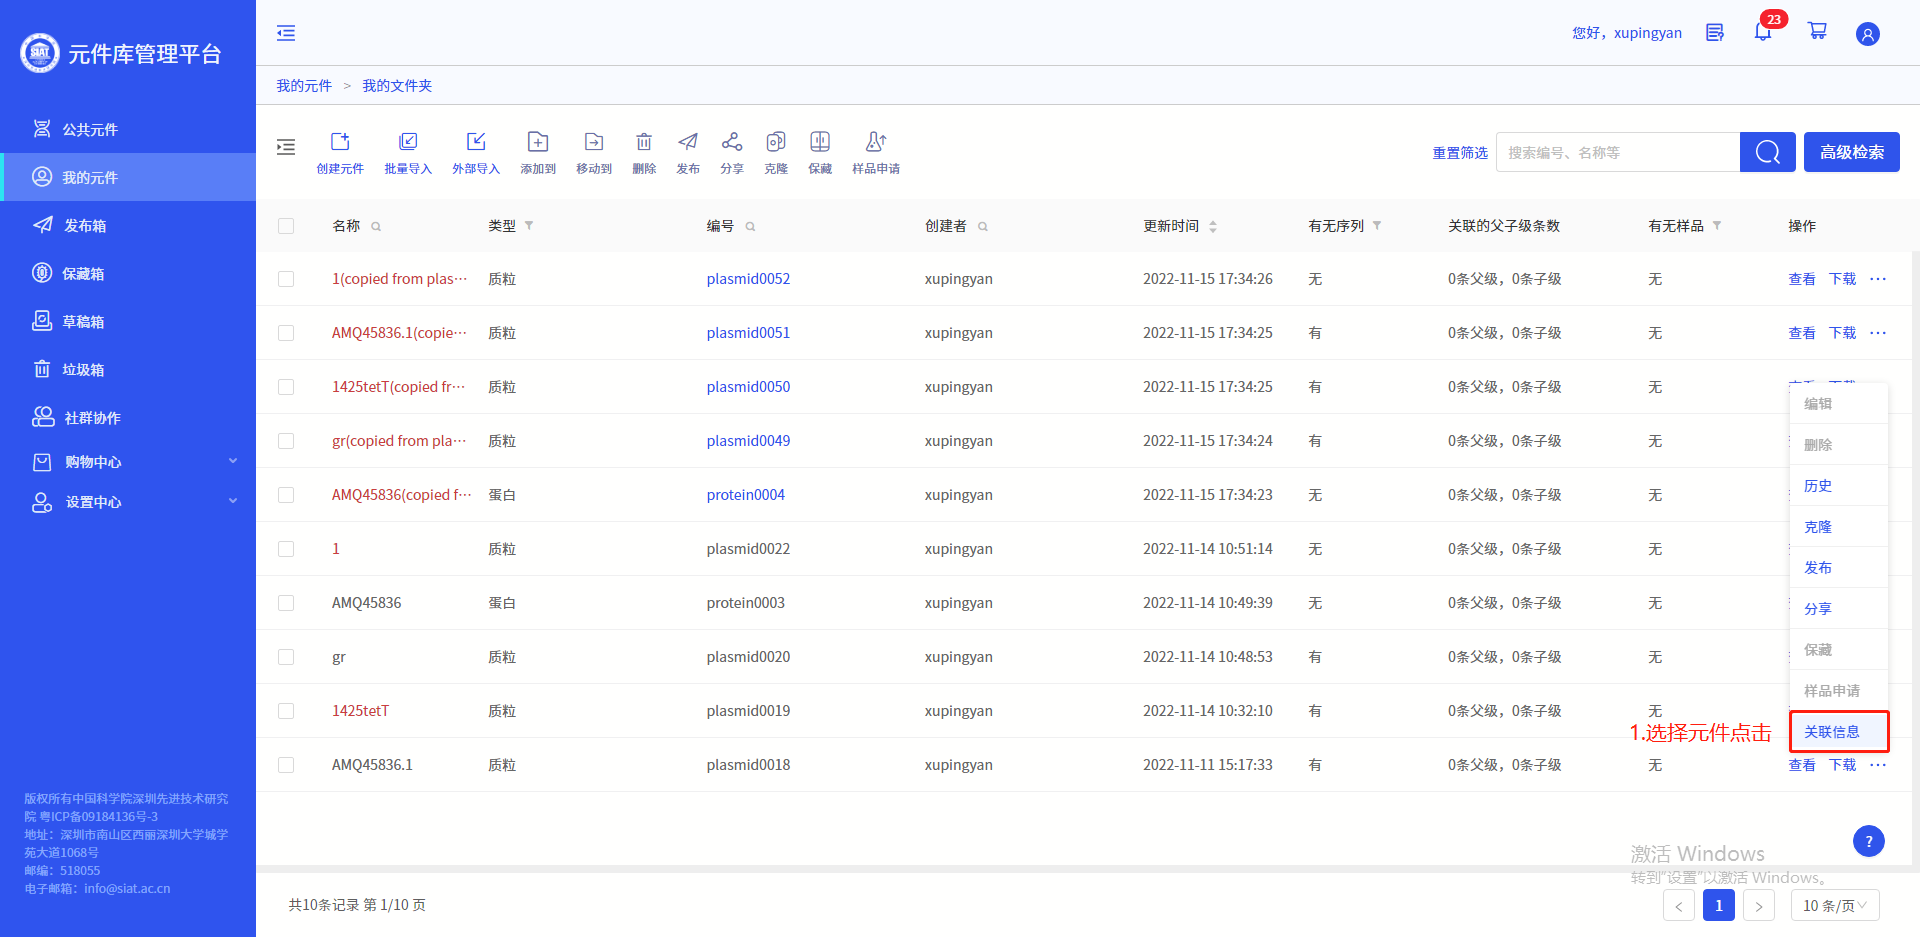 SIAT 元件库管理平台
公共元件
我的元件
发布箱
保藏箱
草稿箱
垃圾箱
社群协作
购物中心
设置中心
版权所有中国科学院深圳先进技术研究
院 粤ICP备09184136号-3
地址：深圳市南山区西丽深圳大学城学
苑大道1068号
邮编：518055
电子邮箱：info@siat.ac.cn
您好，xupingyan 23
我的元件 > 我的文件夹
创建元件 批量导入 外部导入 添加到 移动到 删除 发布 分享 克隆 保藏 样品申请 重置筛选 搜索编号、名称等 高级检索
名称 类型 编号 创建者 更新时间 有无序列 关联的父子级条数 有无样品 操作
1(copied from plas··· 质粒 plasmid0052 xupingyan 2022-11-15 17:34:26 无 0条父级，0条子级 无 查看 下载 ···
AMQ45836.1(copie··· 质粒 plasmid0051 xupingyan 2022-11-15 17:34:25 有 0条父级，0条子级 无 查看 下载 ···
1425tetT(copied fr··· 质粒 plasmid0050 xupingyan 2022-11-15 17:34:25 有 0条父级，0条子级 无
gr(copied from pla··· 质粒 plasmid0049 xupingyan 2022-11-15 17:34:24 有 0条父级，0条子级 无
AMQ45836(copied f··· 蛋白 protein0004 xupingyan 2022-11-15 17:34:23 无 0条父级，0条子级 无
1 质粒 plasmid0022 xupingyan 2022-11-14 10:51:14 无 0条父级，0条子级 无
AMQ45836 蛋白 protein0003 xupingyan 2022-11-14 10:49:39 无 0条父级，0条子级 无
gr 质粒 plasmid0020 xupingyan 2022-11-14 10:48:53 有 0条父级，0条子级 无
1425tetT 质粒 plasmid0019 xupingyan 2022-11-14 10:32:10 有 0条父级，0条子级 无
AMQ45836.1 质粒 plasmid0018 xupingyan 2022-11-11 15:17:33 有 0条父级，0条子级 无 查看 下载 ···
编辑
删除
历史
克隆
发布
分享
保藏
样品申请
关联信息
1.选择元件点击
?
激活 Windows
转到"设置"以激活 Windows。
共10条记录 第 1/10 页 < 1 > 10 条/页